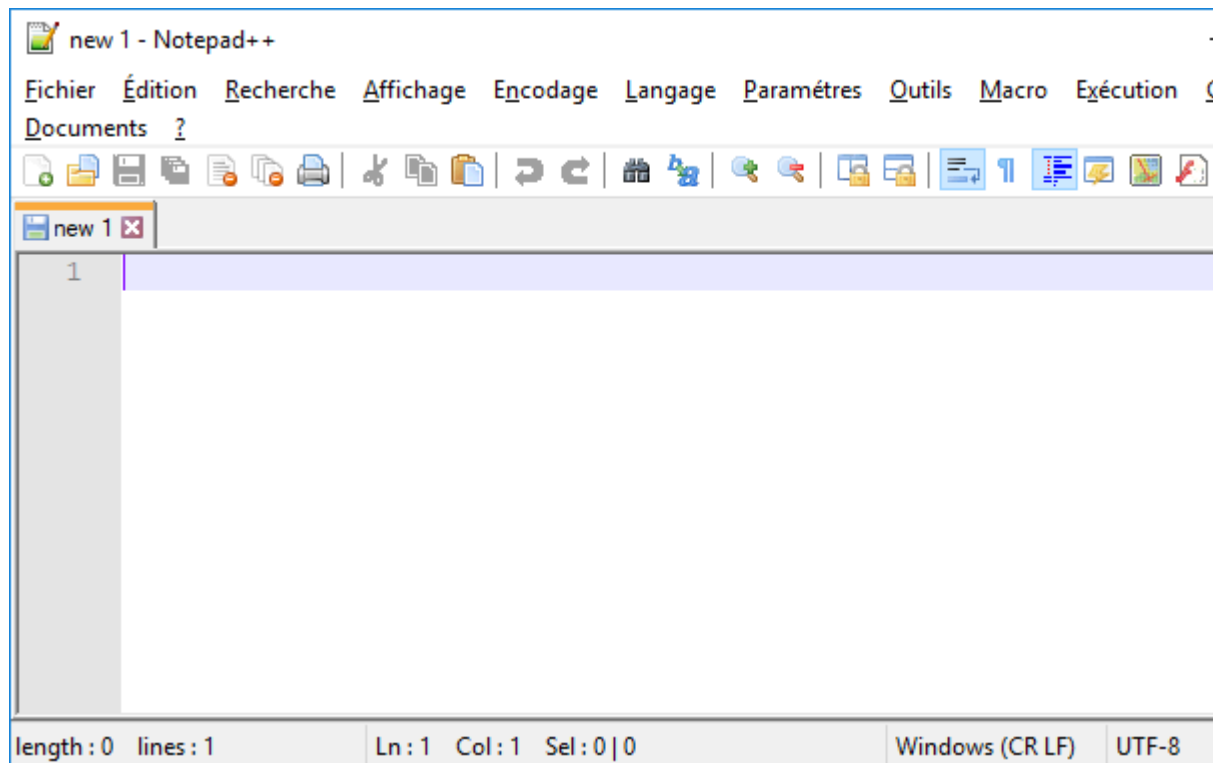 new 1 - Notepad++
Fichier Édition Recherche Affichage Encodage Langage Paramétres Outils Macro Exécution
Documents ?
new 1
1
length : 0 lines : 1 Ln : 1 Col : 1 Sel : 0 | 0 Windows (CR LF) UTF-8